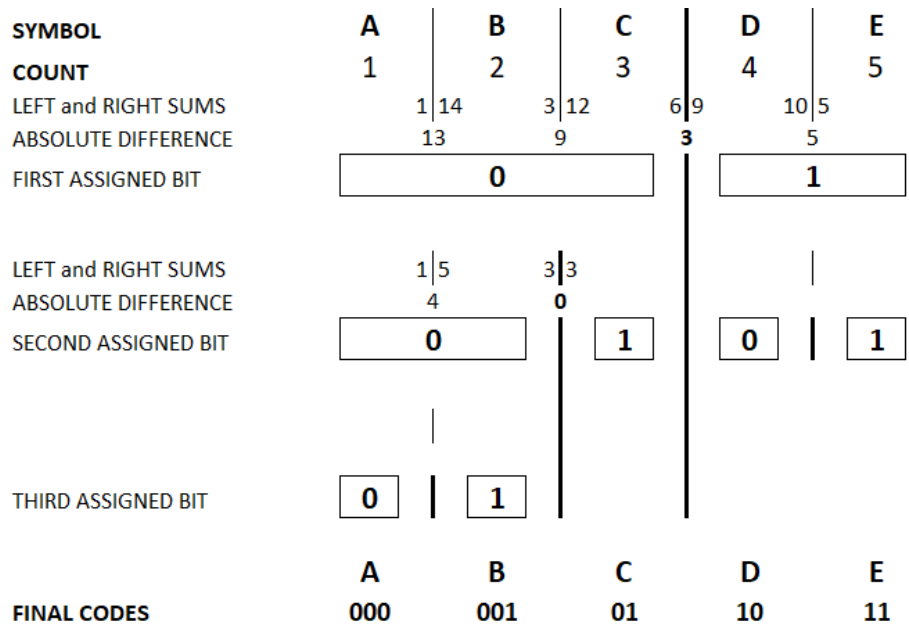 SYMBOL A B C D E
COUNT 1 2 3 4 5
LEFT and RIGHT SUMS 1 14 3 12 6 9 10 5
ABSOLUTE DIFFERENCE 13 9 3 5
FIRST ASSIGNED BIT 0 1
LEFT and RIGHT SUMS 1 5 3 3
ABSOLUTE DIFFERENCE 4 0
SECOND ASSIGNED BIT 0 1 0 1
THIRD ASSIGNED BIT 0 1
A B C D E
FINAL CODES 000 001 01 10 11